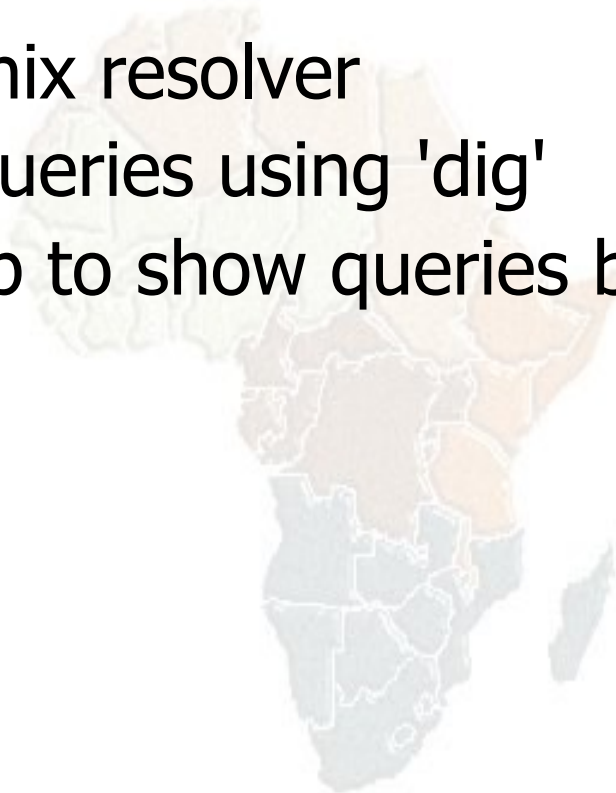 nix resolver
ueries using 'dig'
p to show queries b